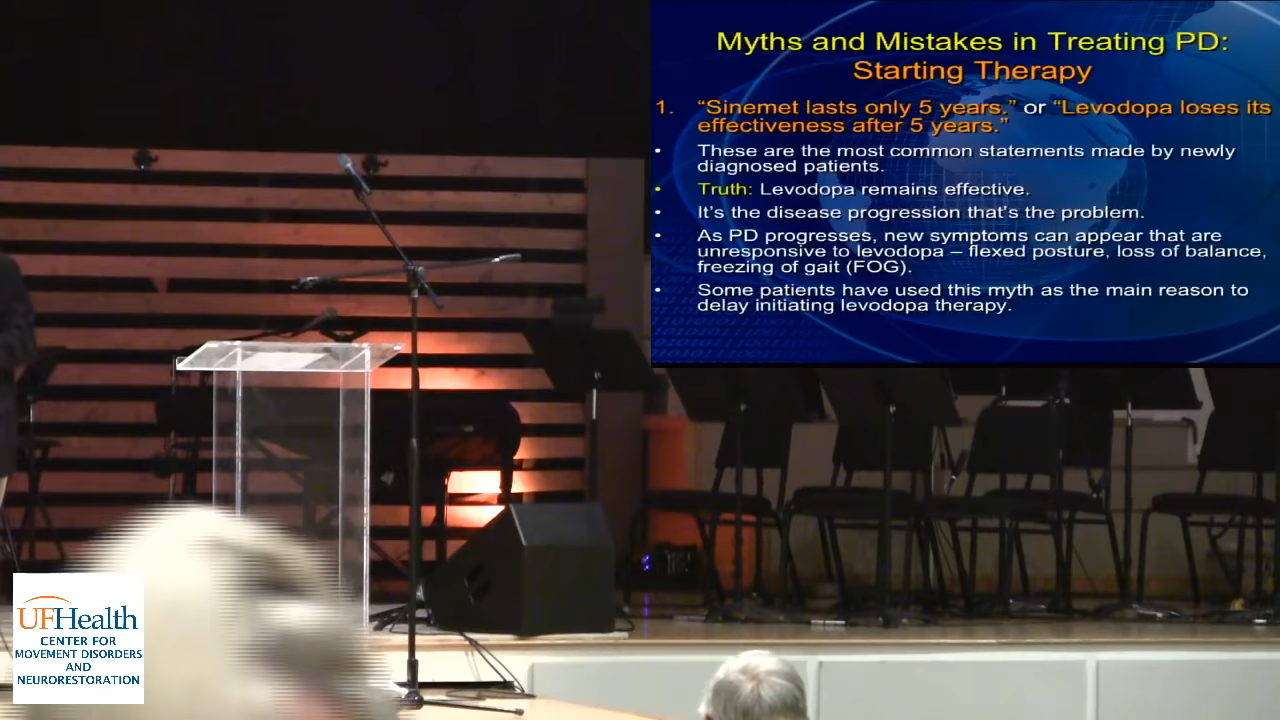 Myths and Mistakes in Treating PD:
Starting Therapy
1. “Sinemet lasts only 5 years.” or “Levodopa loses its
effectiveness after 5 years.”
• These are the most common statements made by newly
diagnosed patients.
• Truth: Levodopa remains effective.
• It’s the disease progression that’s the problem.
• As PD progresses, new symptoms can appear that are
unresponsive to levodopa – flexed posture, loss of balance,
freezing of gait (FOG).
• Some patients have used this myth as the main reason to
delay initiating levodopa therapy.
UFHealth
CENTER FOR
MOVEMENT DISORDERS
AND
NEURORESTORATION